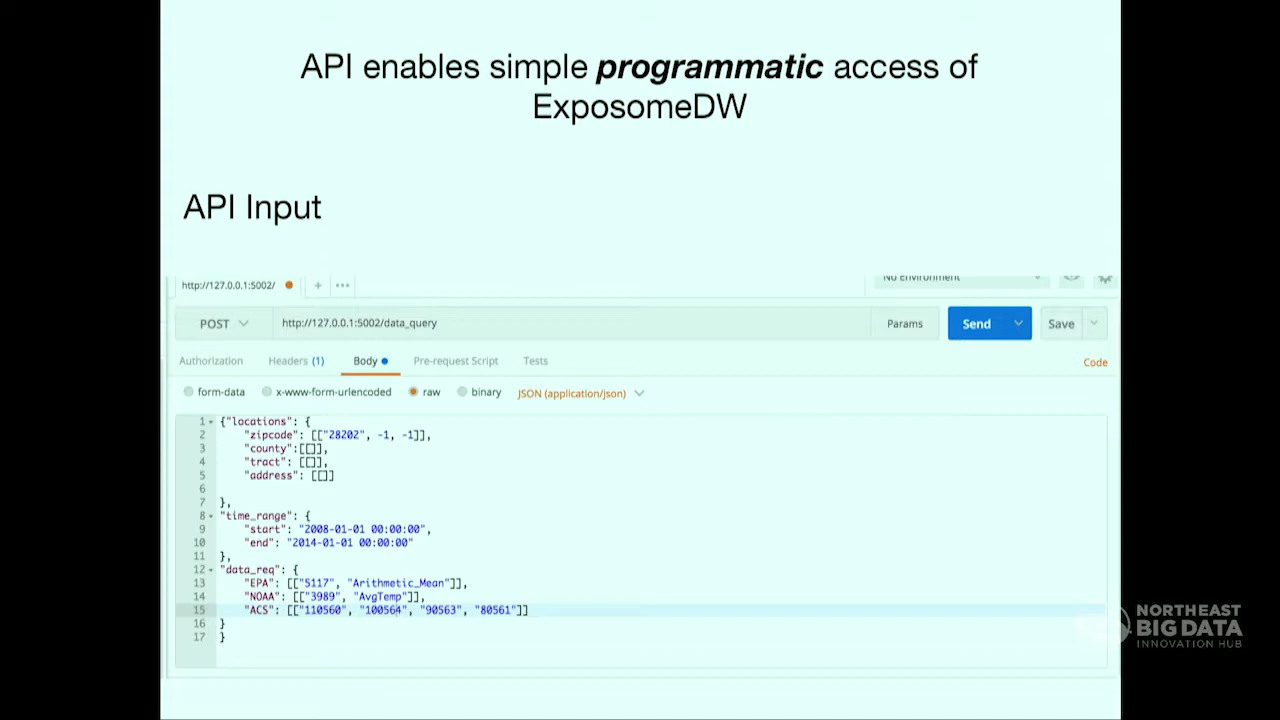 API enables simple programmatic access of
ExposomeDW
API Input
http://127.0.0.1:5002/
+ •••
No Environment
POST
http://127.0.0.1:5002/data_query
Params
Send
Save
Authorization
Headers (1)
Body
Pre-request Script
Tests
Code
form-data
x-www-form-urlencoded
raw
binary
JSON (application/json)
1 {"locations": {
2 "zipcode": [["28202", -1, -1]],
3 "county":[[]],
4 "tract": [[]],
5 "address": [[]]
6
7 },
8 "time_range": {
9 "start": "2008-01-01 00:00:00",
10 "end": "2014-01-01 00:00:00"
11 },
12 "data_req": {
13 "EPA": [["5117", "Arithmetic_Mean"]],
14 "NOAA": [["3989", "AvgTemp"]],
15 "ACS": [["110560", "100564", "90563", "80561"]]
16 }
17 }
NORTHEAST
BIG DATA
INNOVATION HUB